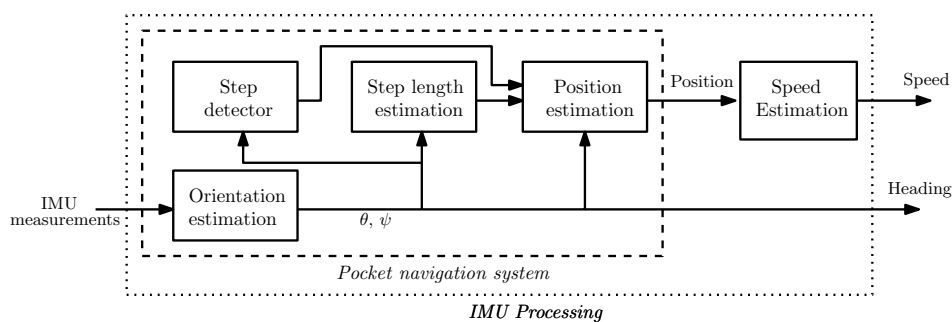 Step
detector
Step length
estimation
Position
estimation
Position
Speed
Estimation
Speed
Orientation
estimation
IMU
measurements
θ, ψ
Heading
Pocket navigation system
IMU Processing